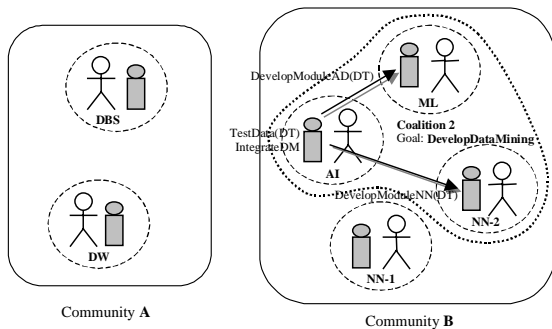 DBS
DW
Community A
DevelopModuleAD(DT)
ML
Coalition 2
Goal: DevelopDataMining
TestData(DT)
IntegrateDM
AI
DevelopModuleNN(DT)
NN-2
NN-1
Community B